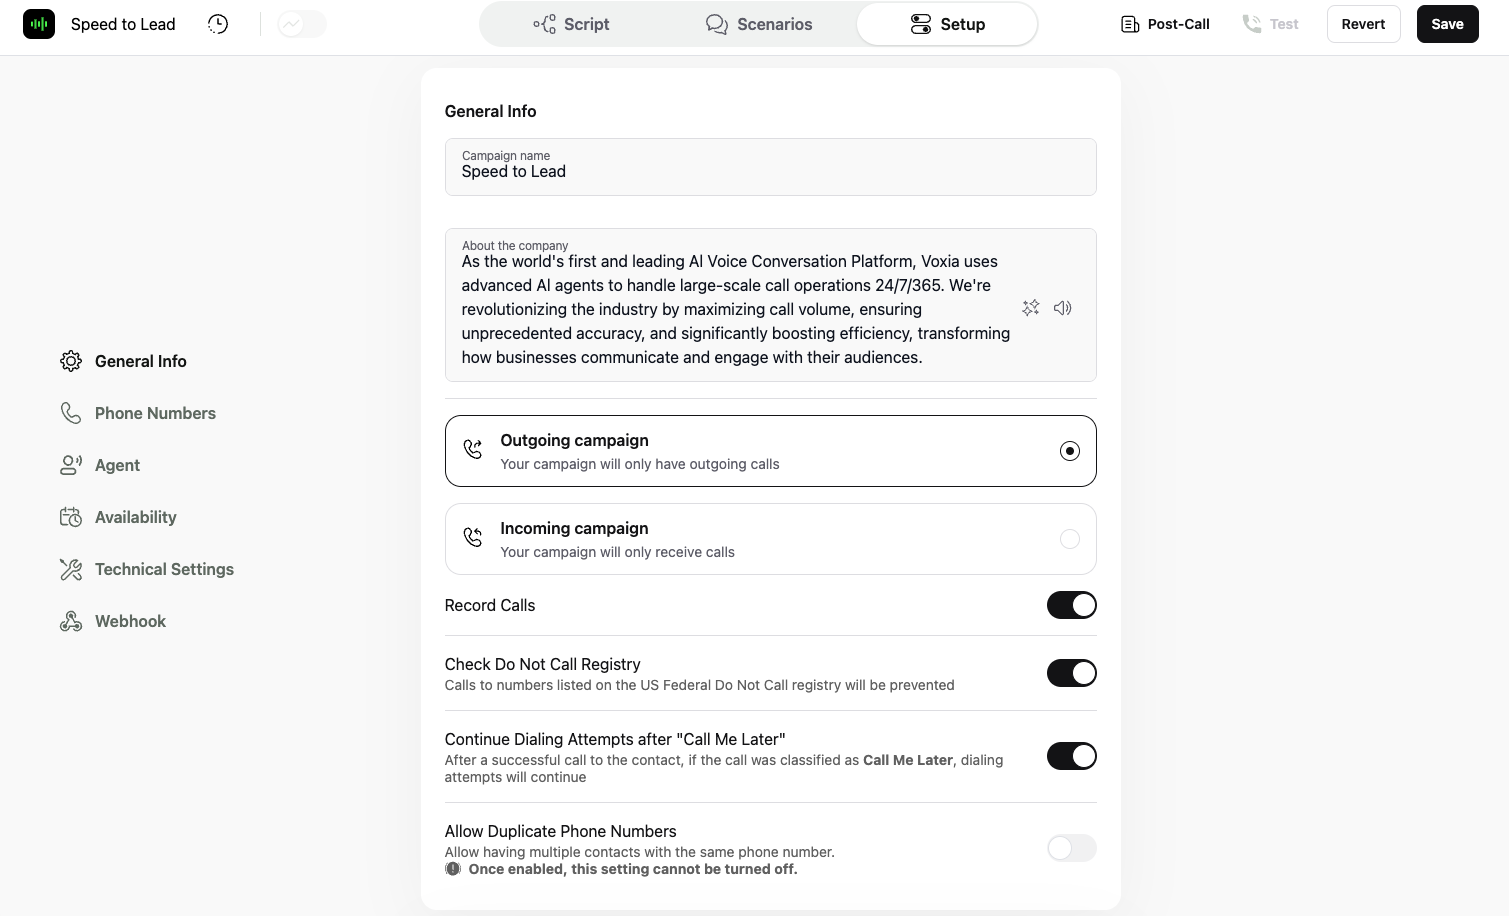 Speed to Lead
Script
Scenarios
Setup
Post-Call
Test
Revert
Save
General Info
Phone Numbers
Agent
Availability
Technical Settings
Webhook
General Info
Campaign name
Speed to Lead
About the company
As the world's first and leading AI Voice Conversation Platform, Voxia uses
advanced AI agents to handle large-scale call operations 24/7/365. We're
revolutionizing the industry by maximizing call volume, ensuring
unprecedented accuracy, and significantly boosting efficiency, transforming
how businesses communicate and engage with their audiences.
Outgoing campaign
Your campaign will only have outgoing calls
Incoming campaign
Your campaign will only receive calls
Record Calls
Check Do Not Call Registry
Calls to numbers listed on the US Federal Do Not Call registry will be prevented
Continue Dialing Attempts after "Call Me Later"
After a successful call to the contact, if the call was classified as Call Me Later, dialing
attempts will continue
Allow Duplicate Phone Numbers
Allow having multiple contacts with the same phone number.
Once enabled, this setting cannot be turned off.